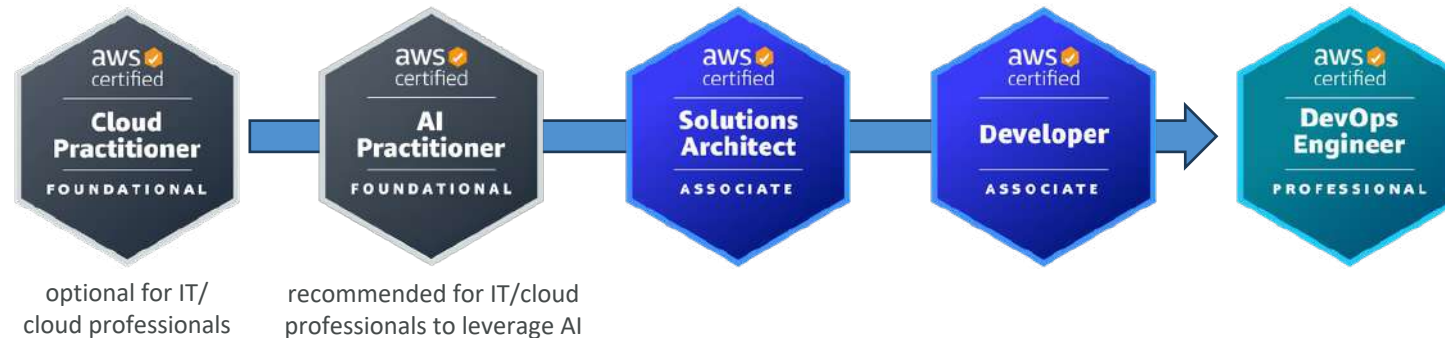 aws
certified
Cloud
Practitioner
FOUNDATIONAL
optional for IT/
cloud professionals
aws
certified
AI
Practitioner
FOUNDATIONAL
recommended for IT/cloud
professionals to leverage AI
aws
certified
Solutions
Architect
ASSOCIATE
aws
certified
Developer
ASSOCIATE
aws
certified
DevOps
Engineer
PROFESSIONAL